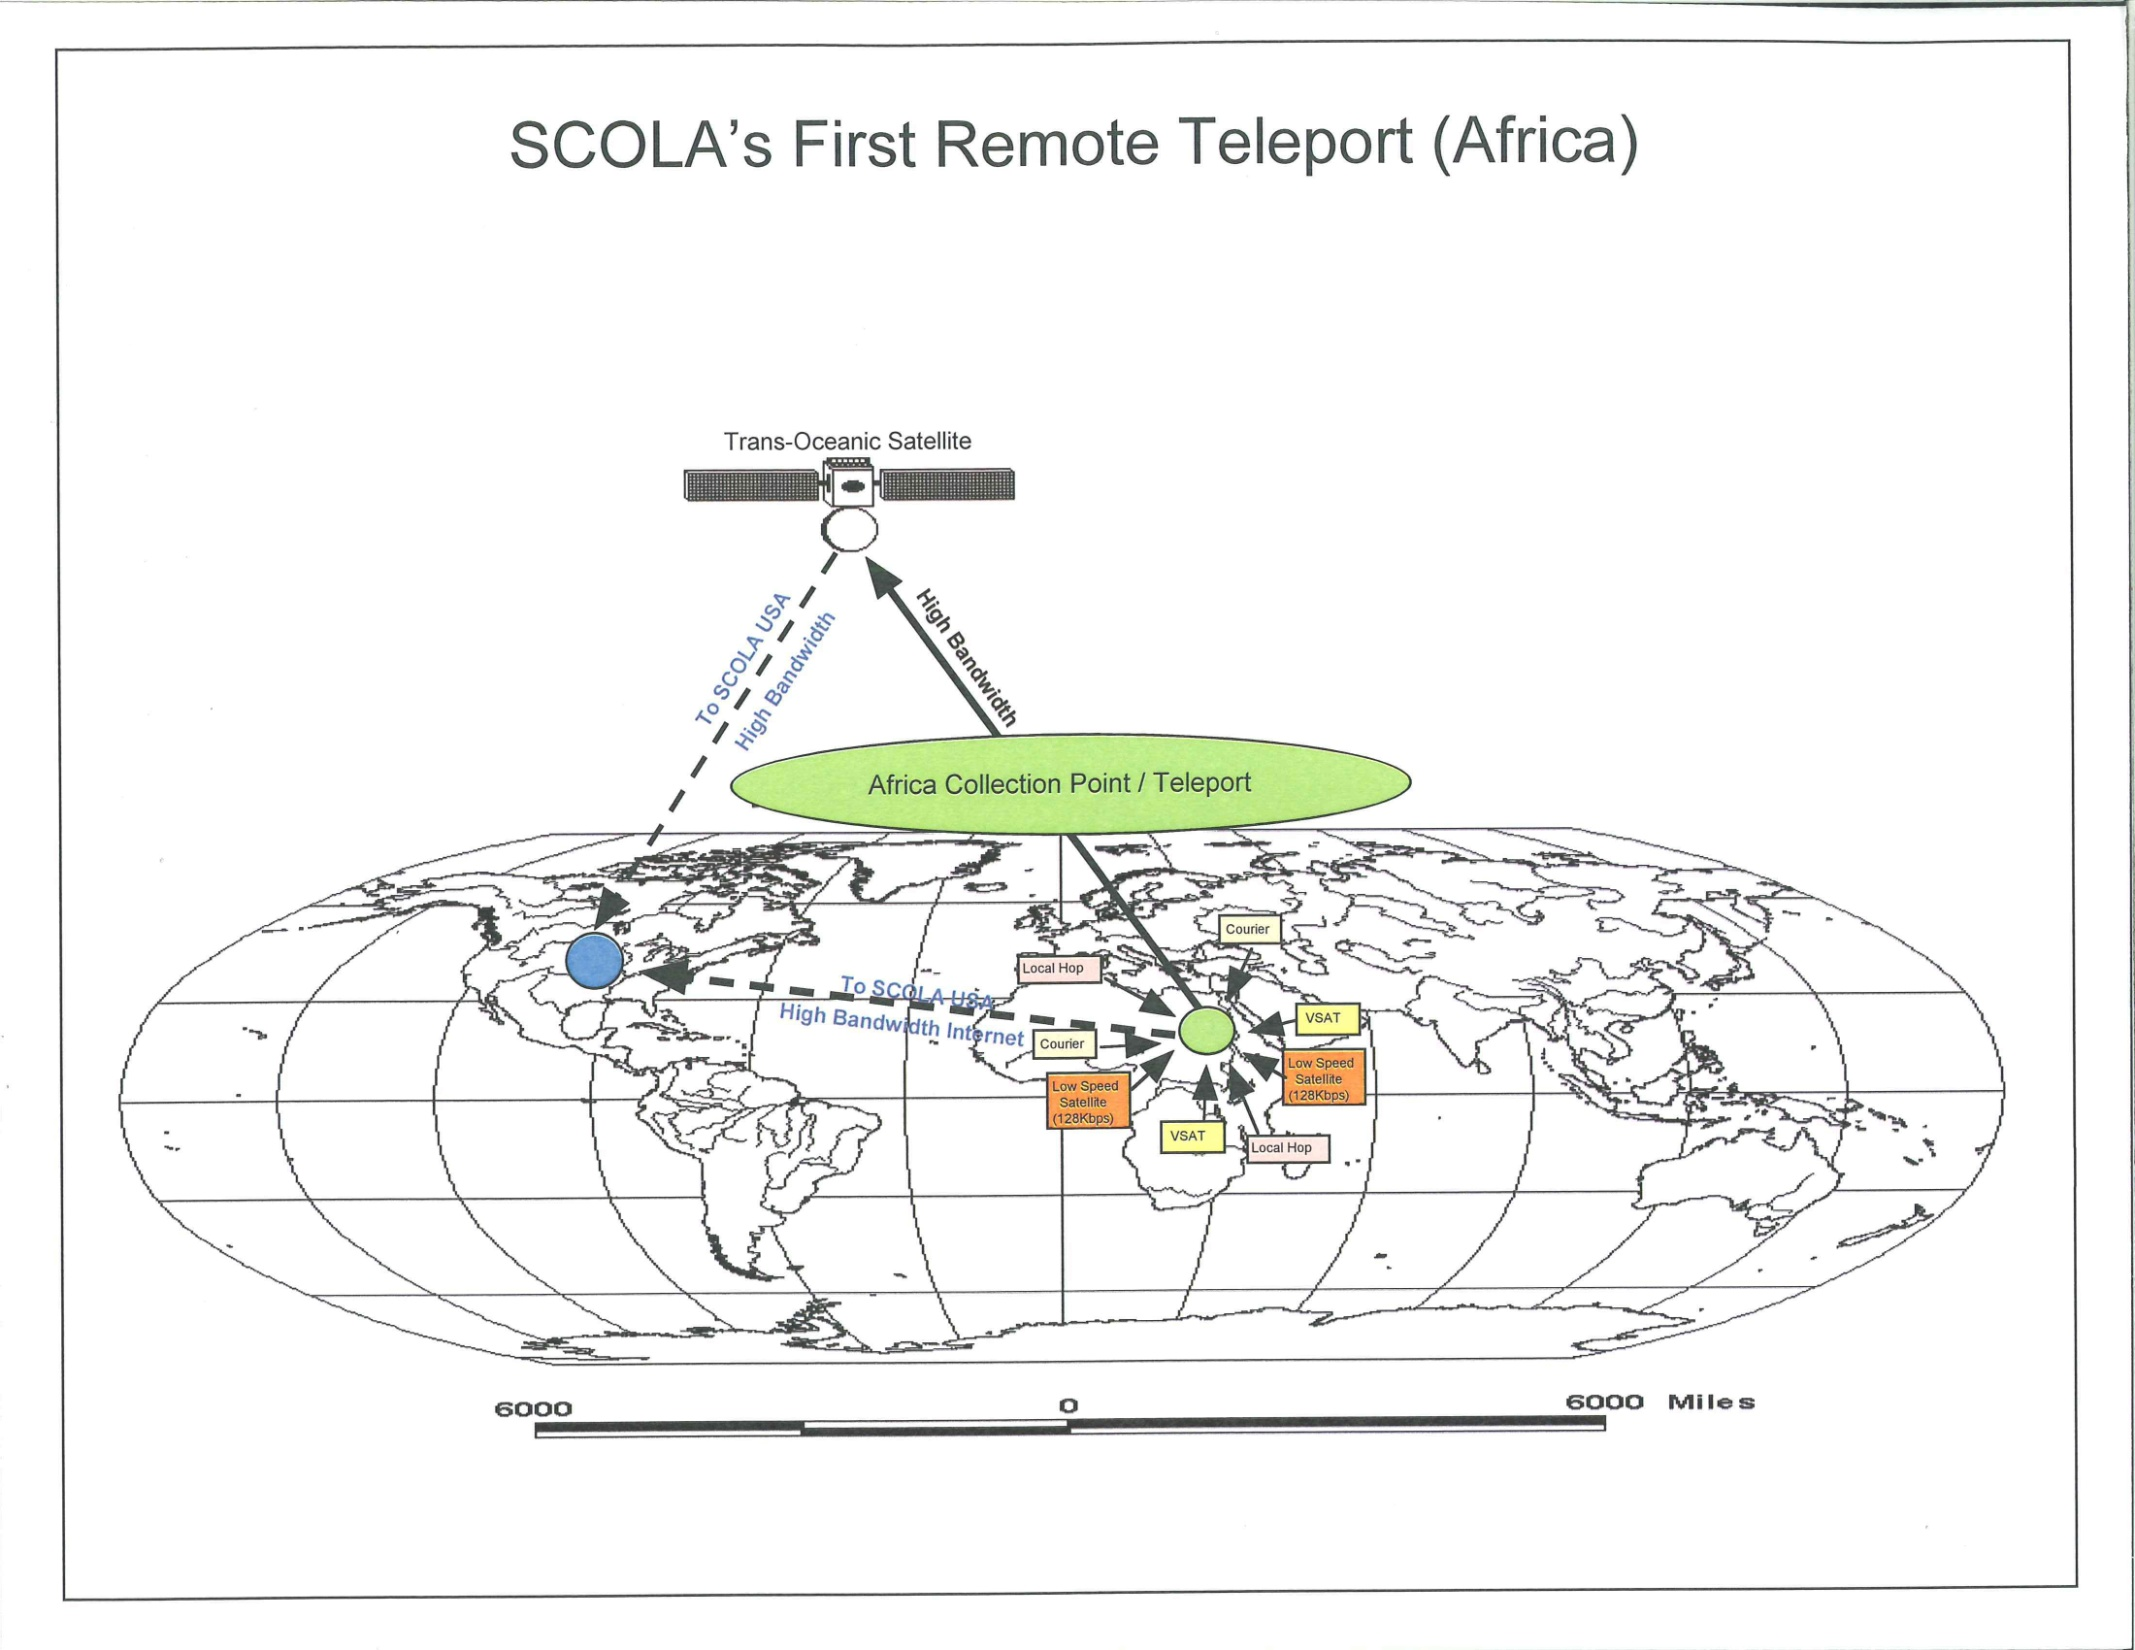 SCOLA's First Remote Teleport (Africa)
Trans-Oceanic Satellite
To SCOLA USA
High Bandwidth
High Bandwidth
Africa Collection Point / Teleport
Courier
Local Hop
To SCOLA USA
High Bandwidth Internet
VSAT
Courier
Low Speed
Satellite
(128Kbps)
Low Speed
Satellite
(128Kbps)
VSAT
Local Hop
6000
0
6000 Miles